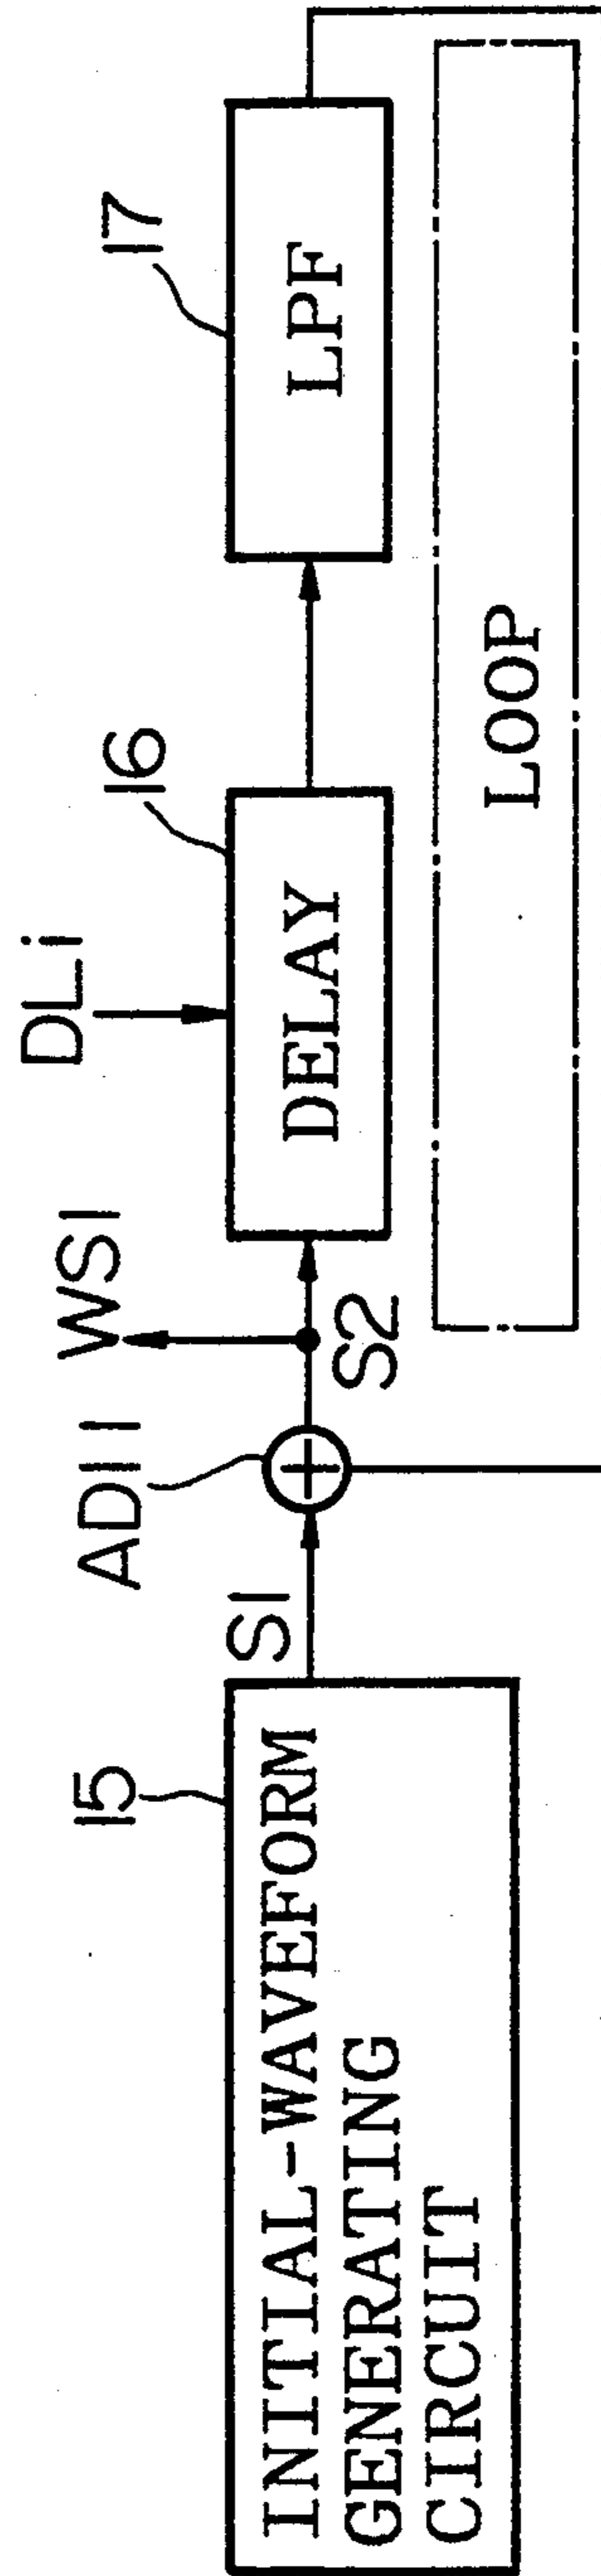 15
INITIAL-WAVEFORM
GENERATING
CIRCUIT
S1
AD11
WS1
S2
DLi
16
DELAY
17
LPF
LOOP